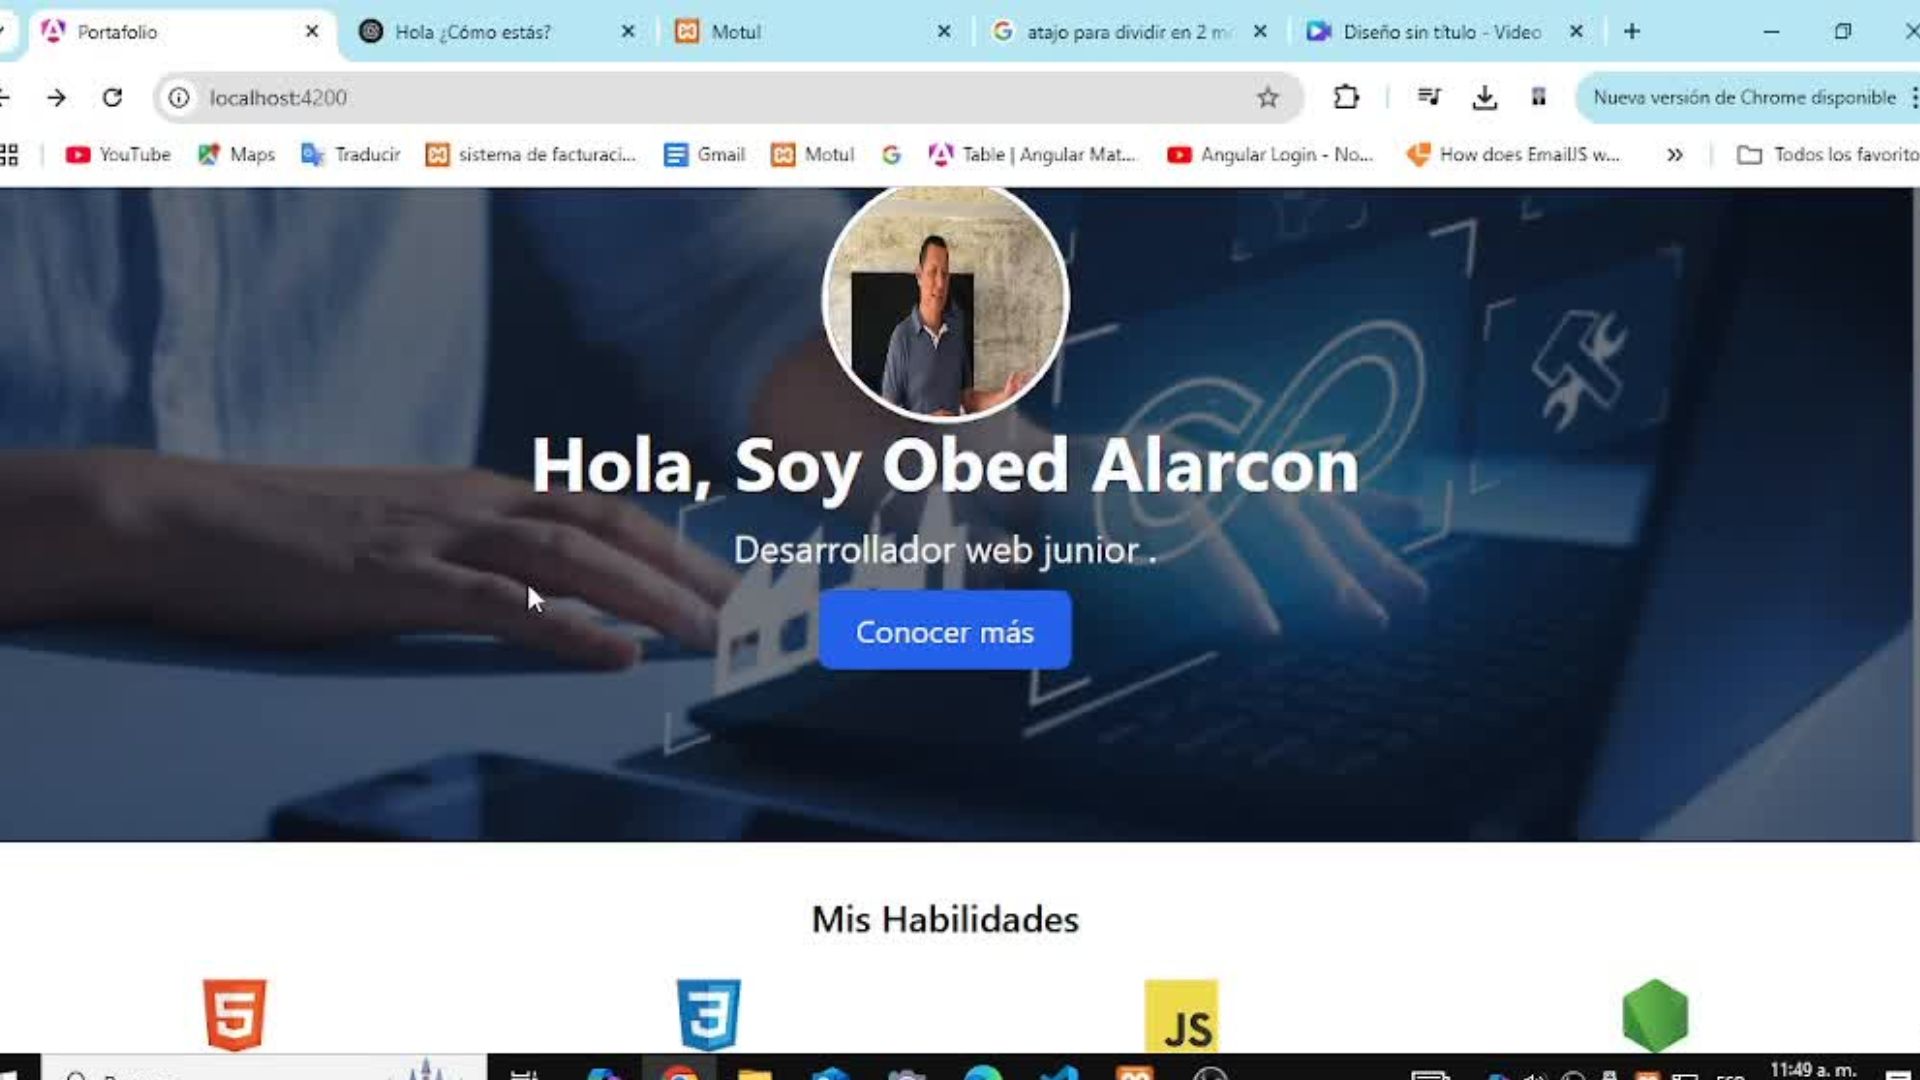 Portafolio
Hola ¿Cómo estás?
Motul
atajo para dividir en 2 m
Diseño sin título - Video
localhost:4200
Nueva versión de Chrome disponible
YouTube
Maps
Traducir
sistema de facturaci...
Gmail
Motul
Table | Angular Mat...
Angular Login - No...
How does EmailJS w...
Todos los favorito
Hola, Soy Obed Alarcon
Desarrollador web junior .
Conocer más
Mis Habilidades
5
3
JS
11:49 a. m.